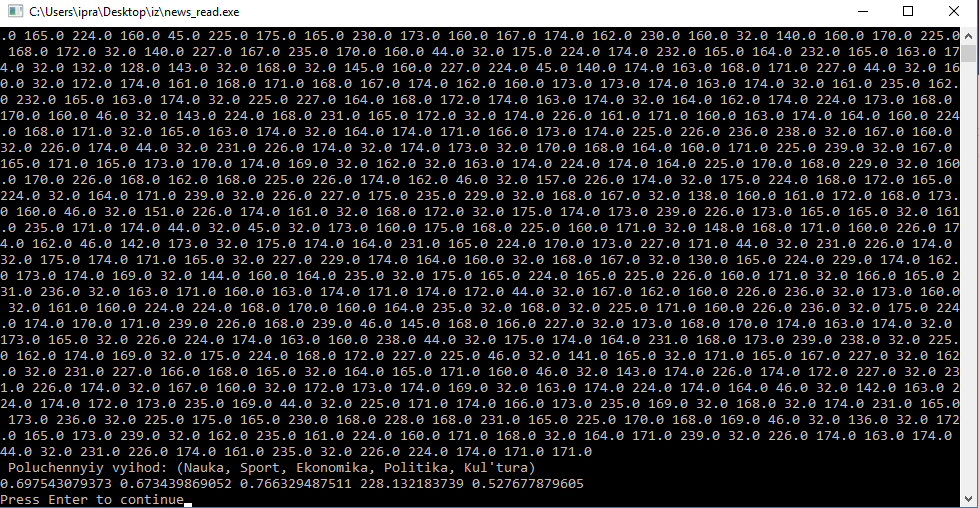 C:\Users\ipra\Desktop\iz\news_read.exe
.0 165.0 224.0 160.0 45.0 225.0 175.0 165.0 230.0 173.0 160.0 167.0 174.0 162.0 230.0 160.0 32.0 140.0 160.0 170.0 225.0
 168.0 172.0 32.0 140.0 227.0 167.0 235.0 170.0 160.0 44.0 32.0 175.0 224.0 174.0 232.0 165.0 164.0 232.0 165.0 163.0 17
4.0 32.0 132.0 128.0 143.0 32.0 168.0 32.0 145.0 160.0 227.0 224.0 45.0 140.0 174.0 163.0 168.0 171.0 227.0 44.0 32.0 16
0.0 32.0 172.0 174.0 161.0 168.0 171.0 168.0 167.0 174.0 162.0 160.0 173.0 173.0 174.0 163.0 174.0 32.0 161.0 235.0 162.
0 232.0 165.0 163.0 174.0 32.0 225.0 227.0 164.0 168.0 172.0 174.0 163.0 174.0 32.0 164.0 162.0 174.0 224.0 173.0 168.0
170.0 160.0 46.0 32.0 143.0 224.0 168.0 231.0 165.0 172.0 32.0 174.0 226.0 161.0 171.0 160.0 163.0 174.0 164.0 160.0 224
.0 168.0 171.0 32.0 165.0 163.0 174.0 32.0 164.0 174.0 171.0 166.0 173.0 174.0 225.0 226.0 236.0 238.0 32.0 167.0 160.0
32.0 226.0 174.0 44.0 32.0 231.0 226.0 174.0 32.0 174.0 173.0 32.0 170.0 168.0 164.0 160.0 171.0 225.0 239.0 32.0 167.0
165.0 171.0 165.0 173.0 170.0 174.0 169.0 32.0 162.0 32.0 163.0 174.0 224.0 174.0 164.0 225.0 170.0 168.0 229.0 32.0 160
.0 170.0 226.0 168.0 162.0 168.0 225.0 226.0 174.0 162.0 46.0 32.0 157.0 226.0 174.0 32.0 175.0 224.0 168.0 172.0 165.0
224.0 32.0 164.0 171.0 239.0 32.0 226.0 227.0 175.0 235.0 229.0 32.0 168.0 167.0 32.0 138.0 160.0 161.0 172.0 168.0 173.
0 160.0 46.0 32.0 151.0 226.0 174.0 161.0 32.0 168.0 172.0 32.0 175.0 174.0 173.0 239.0 226.0 173.0 165.0 165.0 32.0 161
.0 235.0 171.0 174.0 44.0 32.0 45.0 32.0 173.0 160.0 175.0 168.0 225.0 160.0 171.0 32.0 148.0 168.0 171.0 160.0 226.0 17
4.0 162.0 46.0 142.0 173.0 32.0 175.0 174.0 164.0 231.0 165.0 224.0 170.0 173.0 227.0 171.0 44.0 32.0 231.0 226.0 174.0
32.0 175.0 174.0 171.0 165.0 32.0 227.0 229.0 174.0 164.0 160.0 32.0 168.0 167.0 32.0 130.0 165.0 224.0 229.0 174.0 162.
0 173.0 174.0 169.0 32.0 144.0 160.0 164.0 235.0 32.0 175.0 165.0 224.0 165.0 225.0 226.0 160.0 171.0 32.0 166.0 165.0 2
31.0 236.0 32.0 163.0 171.0 160.0 163.0 174.0 171.0 174.0 172.0 44.0 32.0 167.0 162.0 160.0 226.0 236.0 32.0 173.0 160.0
 32.0 161.0 160.0 224.0 224.0 168.0 170.0 160.0 164.0 235.0 32.0 168.0 32.0 225.0 171.0 160.0 226.0 236.0 32.0 175.0 224
.0 174.0 170.0 171.0 239.0 226.0 168.0 239.0 46.0 145.0 168.0 166.0 227.0 32.0 173.0 168.0 170.0 174.0 163.0 174.0 32.0
173.0 165.0 32.0 226.0 224.0 174.0 163.0 160.0 238.0 44.0 32.0 175.0 174.0 164.0 231.0 168.0 173.0 239.0 238.0 32.0 225.
0 162.0 174.0 169.0 32.0 175.0 224.0 168.0 172.0 227.0 225.0 46.0 32.0 141.0 165.0 32.0 171.0 165.0 167.0 227.0 32.0 162
.0 32.0 231.0 227.0 166.0 168.0 165.0 32.0 164.0 165.0 171.0 160.0 46.0 32.0 143.0 174.0 226.0 174.0 172.0 227.0 32.0 23
1.0 226.0 174.0 32.0 167.0 160.0 32.0 172.0 173.0 174.0 169.0 32.0 163.0 174.0 224.0 174.0 164.0 46.0 32.0 142.0 163.0 2
24.0 174.0 172.0 173.0 235.0 169.0 44.0 32.0 225.0 171.0 174.0 166.0 173.0 235.0 169.0 32.0 168.0 32.0 174.0 231.0 165.0
 173.0 236.0 32.0 225.0 175.0 165.0 230.0 168.0 228.0 168.0 231.0 165.0 225.0 170.0 168.0 169.0 46.0 32.0 136.0 32.0 172
.0 165.0 173.0 239.0 32.0 162.0 235.0 161.0 224.0 160.0 171.0 168.0 32.0 164.0 171.0 239.0 32.0 226.0 174.0 163.0 174.0
44.0 32.0 231.0 226.0 174.0 161.0 235.0 32.0 226.0 224.0 174.0 171.0 171.0
 Poluchennyiy vyihod: (Nauka, Sport, Ekonomika, Politika, Kul'tura)
0.697543079373 0.673439869052 0.766329487511 228.132183739 0.527677879605
Press Enter to continue